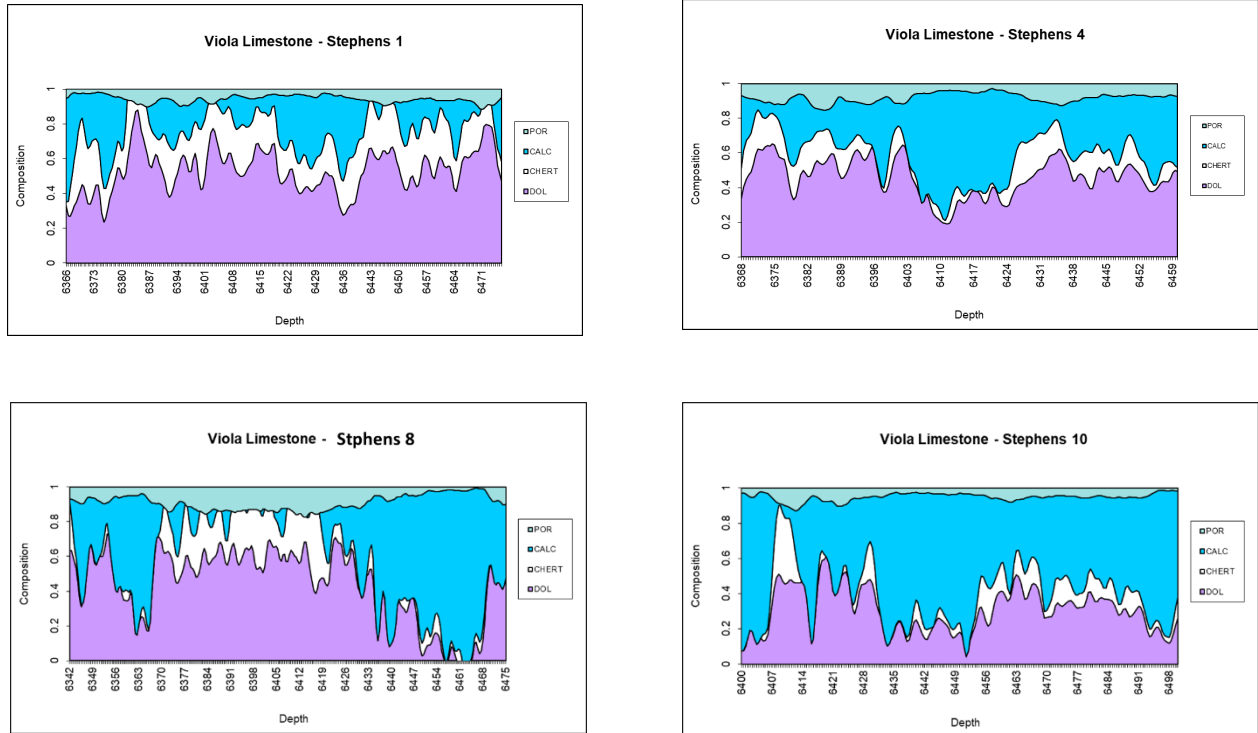 Viola Limestone - Stephens 1
Composition
1
0.8
0.6
0.4
0.2
0
6366 6373 6380 6387 6394 6401 6408 6415 6422 6429 6436 6443 6450 6457 6464 6471
Depth
POR
CALC
CHERT
DOL
Viola Limestone - Stephens 4
Composition
1
0.8
0.6
0.4
0.2
0
6368 6375 6382 6389 6396 6403 6410 6417 6424 6431 6438 6445 6452 6459
Depth
POR
CALC
CHERT
DOL
Viola Limestone - Stphens 8
Composition
1
0.8
0.6
0.4
0.2
0
6342 6349 6356 6363 6370 6377 6384 6391 6398 6405 6412 6419 6426 6433 6440 6447 6454 6461 6468 6475
Depth
POR
CALC
CHERT
DOL
Viola Limestone - Stephens 10
Composition
1
0.8
0.6
0.4
0.2
0
6400 6407 6414 6421 6428 6435 6442 6449 6456 6463 6470 6477 6484 6491 6498
Depth
POR
CALC
CHERT
DOL